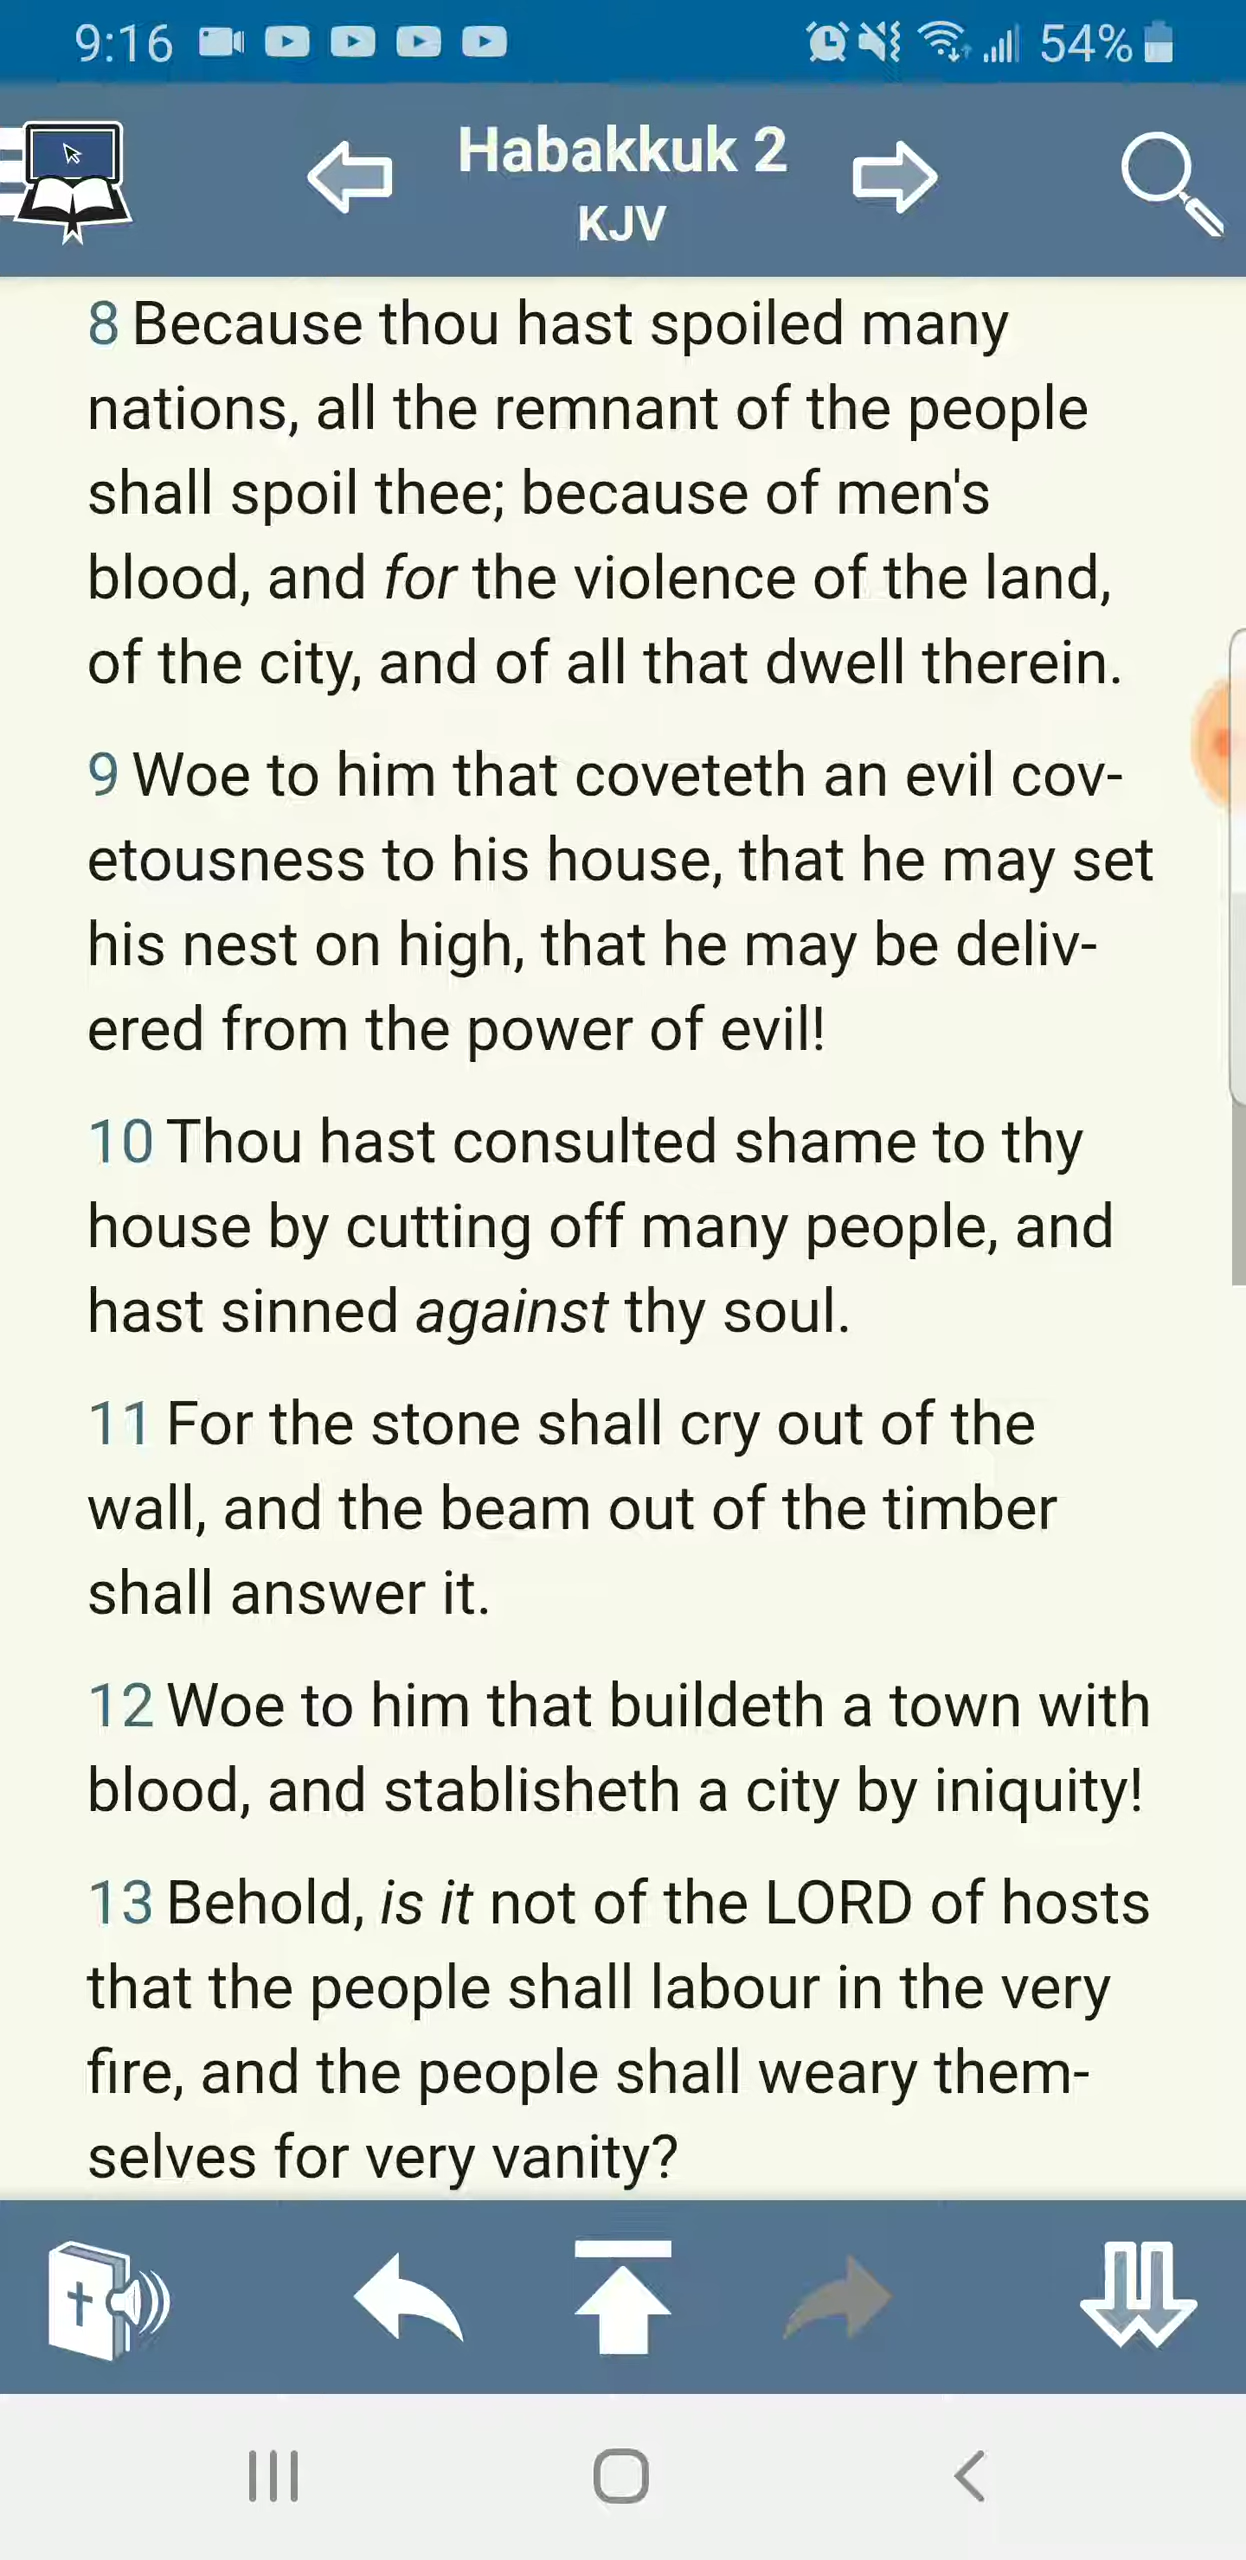 9:16
54%
Habakkuk 2
KJV
8 Because thou hast spoiled many
nations, all the remnant of the people
shall spoil thee; because of men's
blood, and for the violence of the land,
of the city, and of all that dwell therein.
9 Woe to him that coveteth an evil cov-
etousness to his house, that he may set
his nest on high, that he may be deliv-
ered from the power of evil!
10 Thou hast consulted shame to thy
house by cutting off many people, and
hast sinned against thy soul.
11 For the stone shall cry out of the
wall, and the beam out of the timber
shall answer it.
12 Woe to him that buildeth a town with
blood, and stablisheth a city by iniquity!
13 Behold, is it not of the LORD of hosts
that the people shall labour in the very
fire, and the people shall weary them-
selves for very vanity?